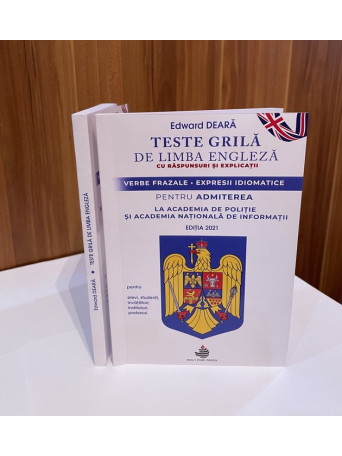 Edward DEARĂ
TESTE GRILĂ
DE LIMBA ENGLEZĂ
CU RĂSPUNSURI ȘI EXPLICAȚII
VERBE FRAZALE • EXPRESII IDIOMATICE
PENTRU ADMITEREA
LA ACADEMIA DE POLIȚIE
ȘI ACADEMIA NAȚIONALĂ DE INFORMAȚII
EDIȚIA 2021
pentru
elevi, studenți,
învățători,
institutori,
profesori
Edward DEARĂ • TESTE GRILĂ DE LIMBA ENGLEZĂ